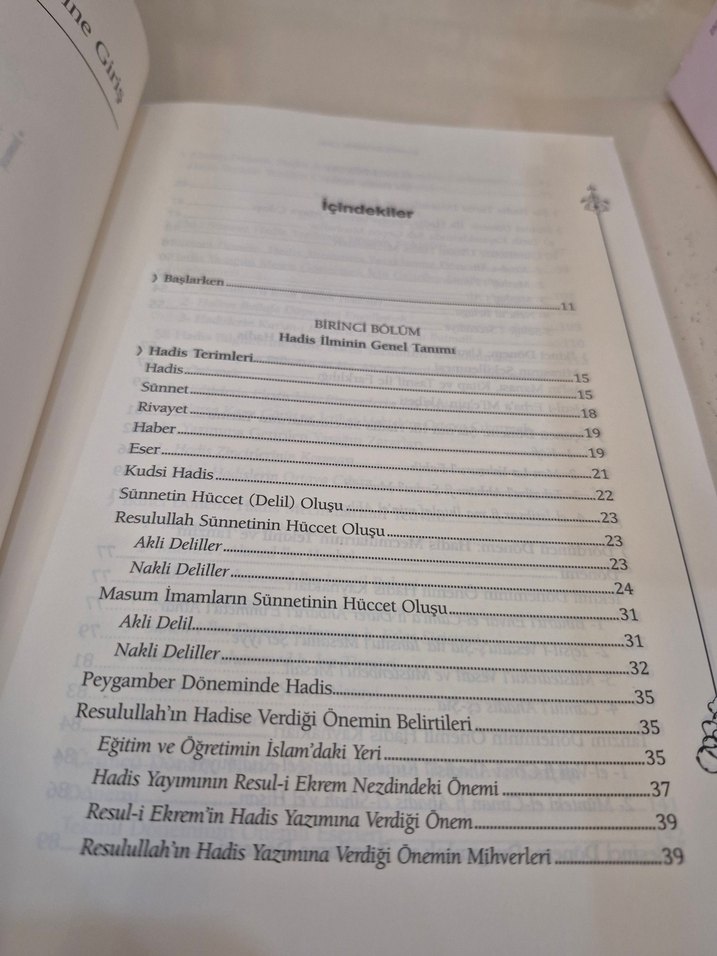 ine Giriş
İçindekiler
❯ Başlarken...11
BİRİNCİ BÖLÜM
Hadis İlminin Genel Tanımı
❯ Hadis Terimleri...15
Hadis...15
Sünnet...18
Rivayet...19
Haber...19
Eser...21
Kudsi Hadis...22
Sünnetin Hüccet (Delil) Oluşu...23
Resulullah Sünnetinin Hüccet Oluşu...23
Akli Deliller...23
Nakli Deliller...24
Masum İmamların Sünnetinin Hüccet Oluşu...31
Akli Delil...31
Nakli Deliller...32
Peygamber Döneminde Hadis...35
Resulullah'ın Hadise Verdiği Önemin Belirtileri...35
Eğitim ve Öğretimin İslam'daki Yeri...35
Hadis Yayımının Resul-i Ekrem Nezdindeki Önemi...37
Resul-i Ekrem'in Hadis Yazımına Verdiği Önem...39
Resulullah'ın Hadis Yazımına Verdiği Önemin Mihverleri...39